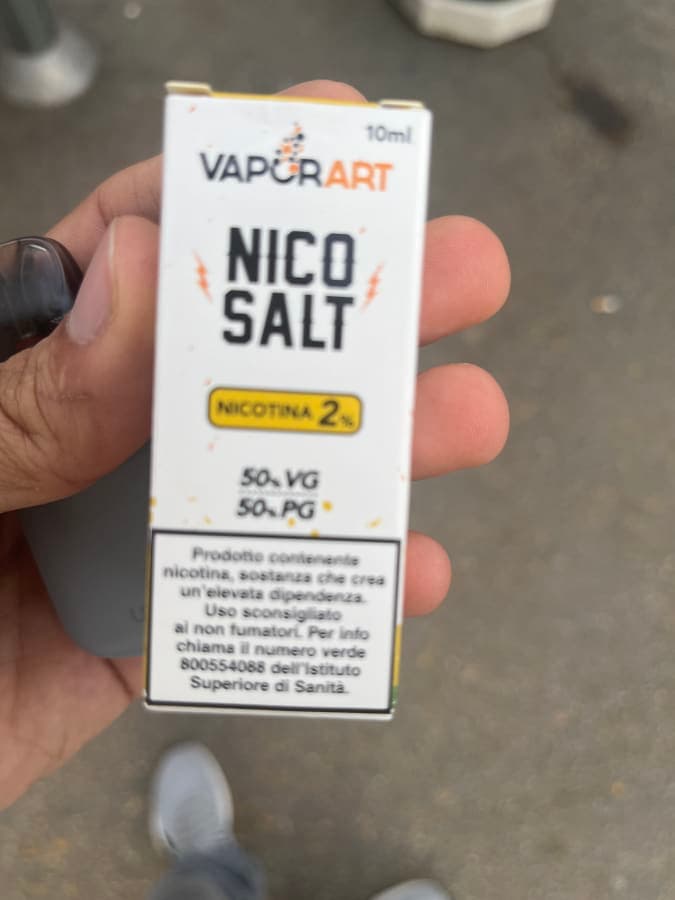 10ml
VAPORART
NICO
SALT
NICOTINA 2%
50% VG
50% PG
Prodotto contenente
nicotina, sostanza che crea
un'elevata dipendenza.
Uso sconsigliato
ai non fumatori. Per info
chiama il numero verde
800554088 dell'Istituto
Superiore di Sanità.